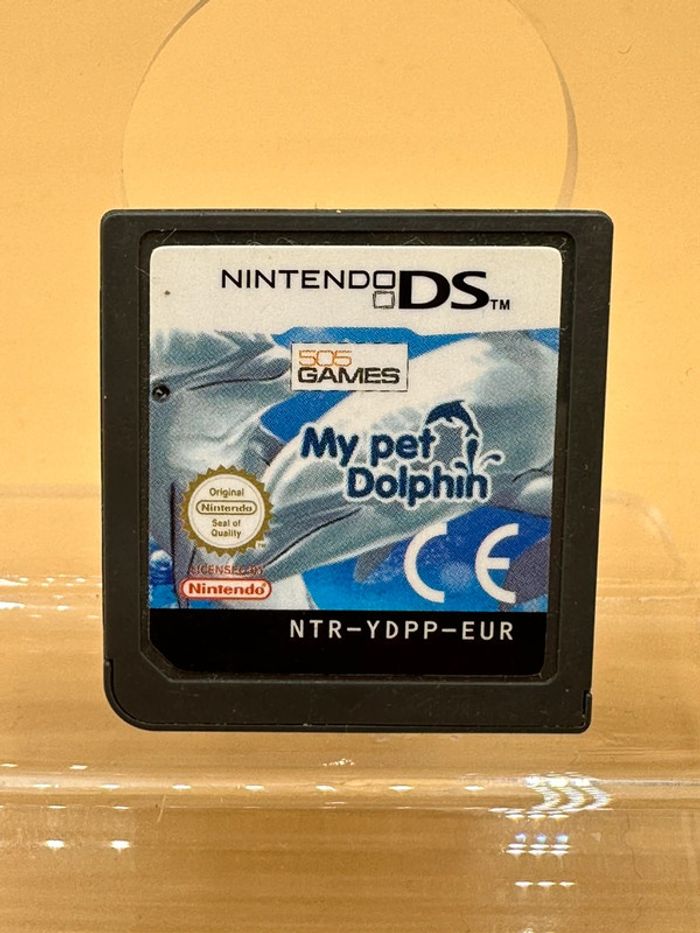 NINTENDO DS™
505
GAMES
My pet
Dolphin
Original
Nintendo
Seal of
Quality
TM
LICENSED BY
Nintendo
CE
NTR-YDPP-EUR